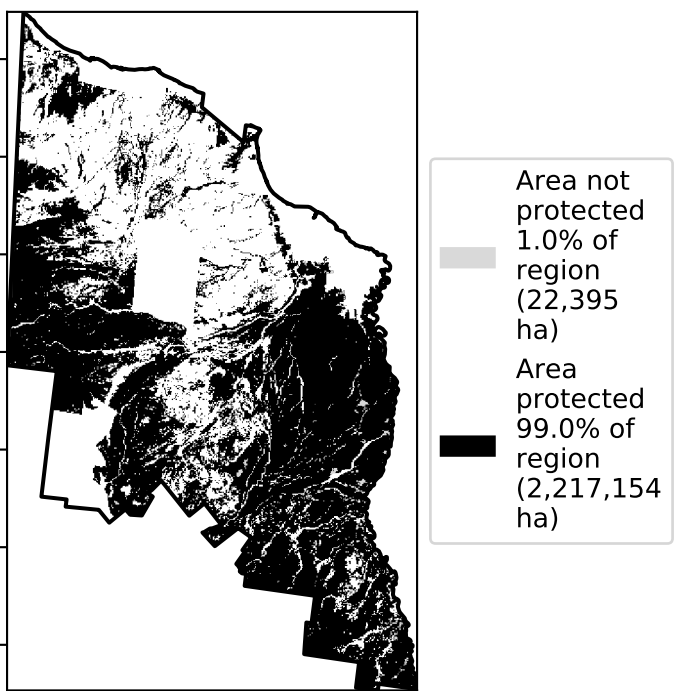 Area not
protected
1.0% of
region
(22,395
ha)
Area
protected
99.0% of
region
(2,217,154
ha)